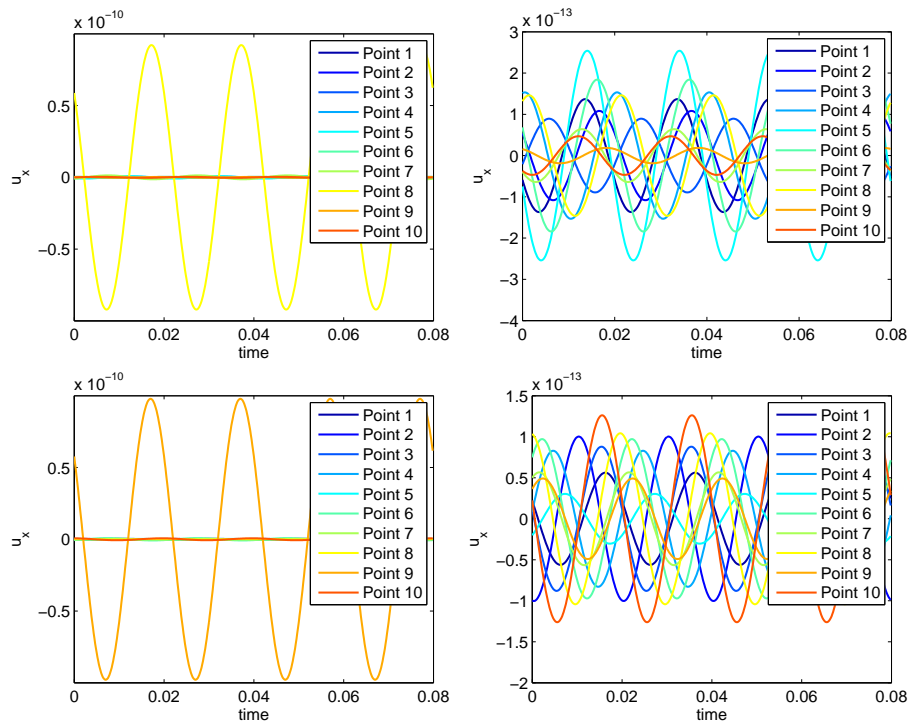 x 10⁻¹⁰
0.5
0
−0.5
u_x
0
0.02
0.04
0.06
0.08
time
Point 1
Point 2
Point 3
Point 4
Point 5
Point 6
Point 7
Point 8
Point 9
Point 10
x 10⁻¹³
3
2
1
0
−1
−2
−3
−4
u_x
0
0.02
0.04
0.06
0.08
time
Point 1
Point 2
Point 3
Point 4
Point 5
Point 6
Point 7
Point 8
Point 9
Point 10
x 10⁻¹⁰
0.5
0
−0.5
u_x
0
0.02
0.04
0.06
0.08
time
Point 1
Point 2
Point 3
Point 4
Point 5
Point 6
Point 7
Point 8
Point 9
Point 10
x 10⁻¹³
1.5
1
0.5
0
−0.5
−1
−1.5
−2
u_x
0
0.02
0.04
0.06
0.08
time
Point 1
Point 2
Point 3
Point 4
Point 5
Point 6
Point 7
Point 8
Point 9
Point 10